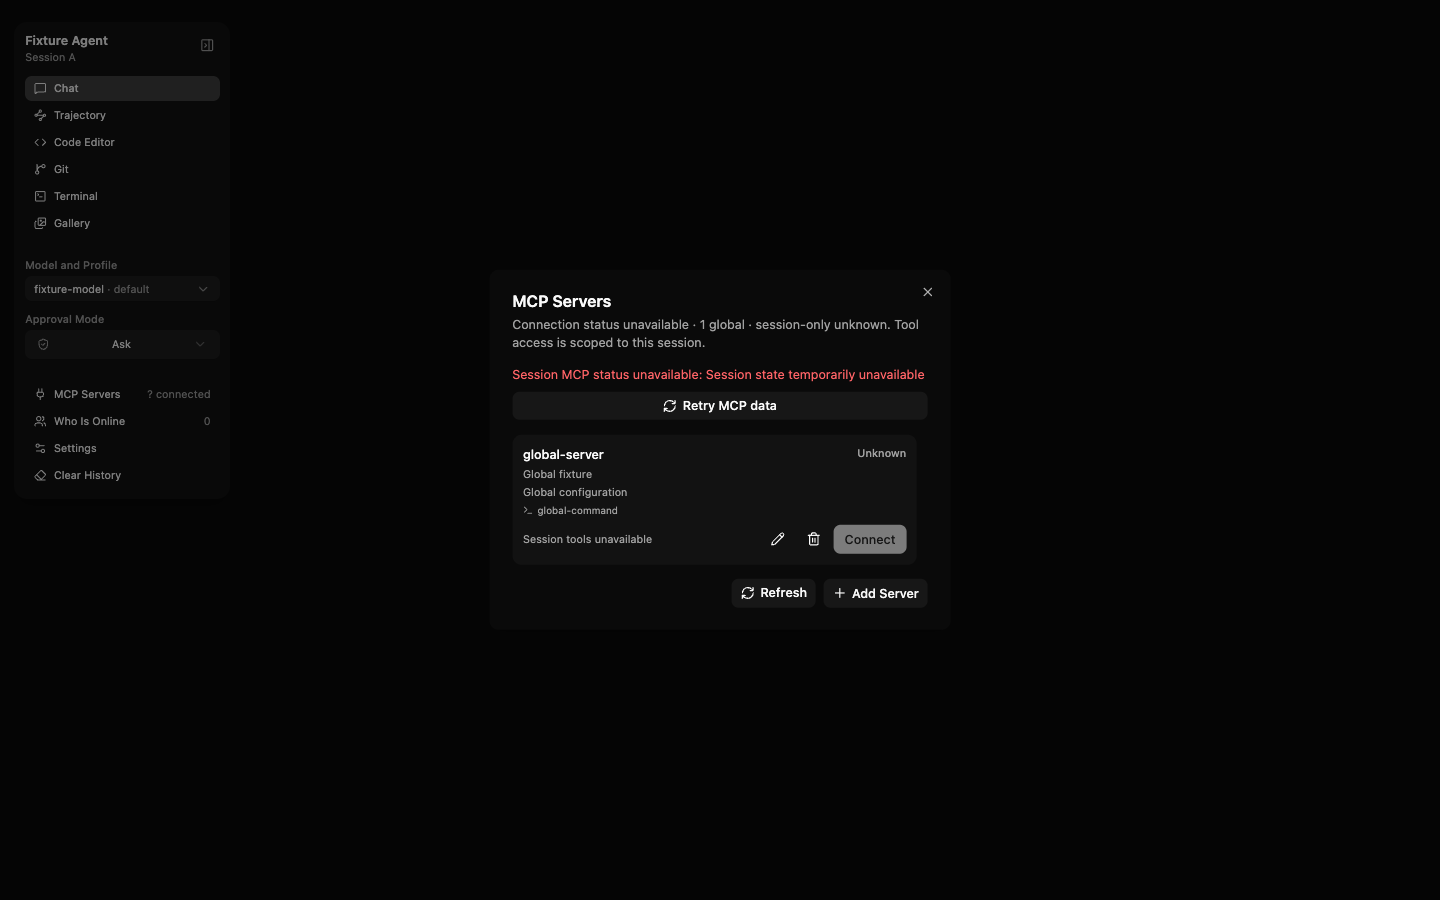 Fixture Agent
Session A
Chat
Trajectory
Code Editor
Git
Terminal
Gallery
Model and Profile
fixture-model · default
Approval Mode
Ask
MCP Servers ? connected
Who Is Online 0
Settings
Clear History
MCP Servers
Connection status unavailable · 1 global · session-only unknown. Tool
access is scoped to this session.
Session MCP status unavailable: Session state temporarily unavailable
Retry MCP data
global-server Unknown
Global fixture
Global configuration
global-command
Session tools unavailable Connect
Refresh Add Server